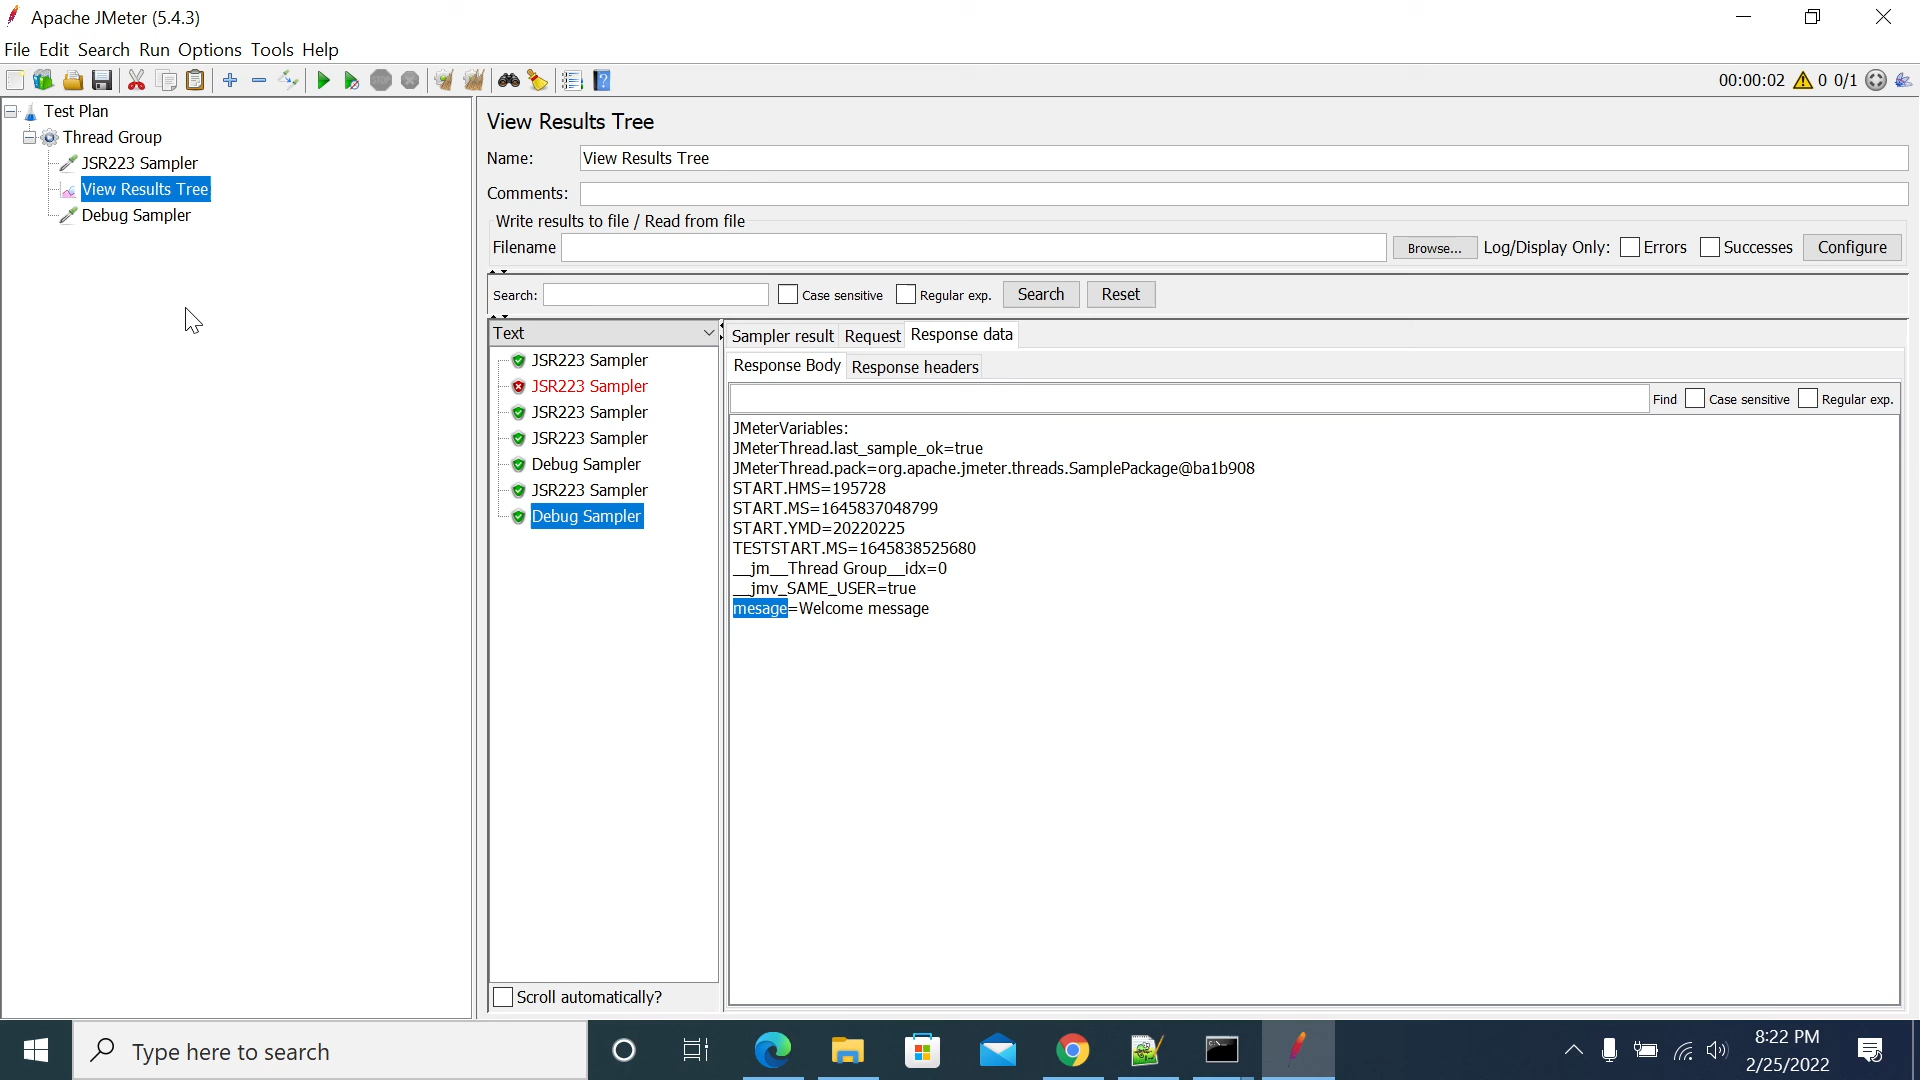 Apache JMeter (5.4.3)
File Edit Search Run Options Tools Help
00:00:02 0 0/1
Test Plan
Thread Group
JSR223 Sampler
View Results Tree
Debug Sampler
View Results Tree
Name: View Results Tree
Comments:
Write results to file / Read from file
Filename Browse... Log/Display Only: Errors Successes Configure
Search: Case sensitive Regular exp. Search Reset
Text
JSR223 Sampler
JSR223 Sampler
JSR223 Sampler
JSR223 Sampler
Debug Sampler
JSR223 Sampler
Debug Sampler
Scroll automatically?
Sampler result Request Response data
Response Body Response headers
Find Case sensitive Regular exp.
JMeterVariables:
JMeterThread.last_sample_ok=true
JMeterThread.pack=org.apache.jmeter.threads.SamplePackage@ba1b908
START.HMS=195728
START.MS=1645837048799
START.YMD=20220225
TESTSTART.MS=1645838525680
__jm__Thread Group__idx=0
__jmv_SAME_USER=true
mesage=Welcome message
Type here to search
8:22 PM
2/25/2022